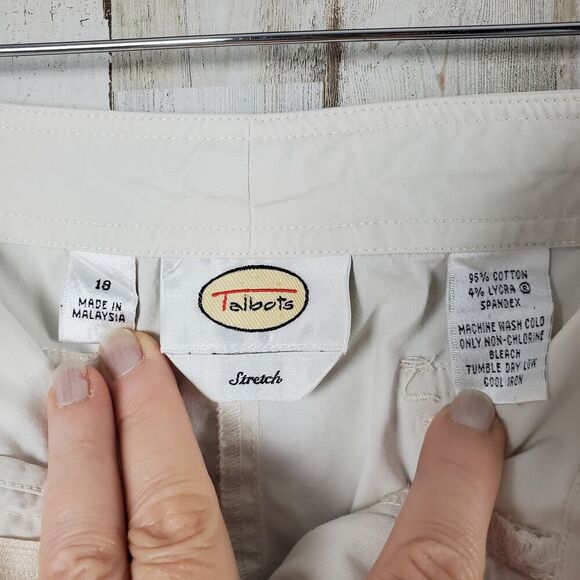 18
MADE IN
MALAYSIA
Talbots
Stretch
95% COTTON
4% LYCRA ®
SPANDEX
MACHINE WASH COLD
ONLY NON-CHLORINE
BLEACH
TUMBLE DRY LOW
COOL IRON